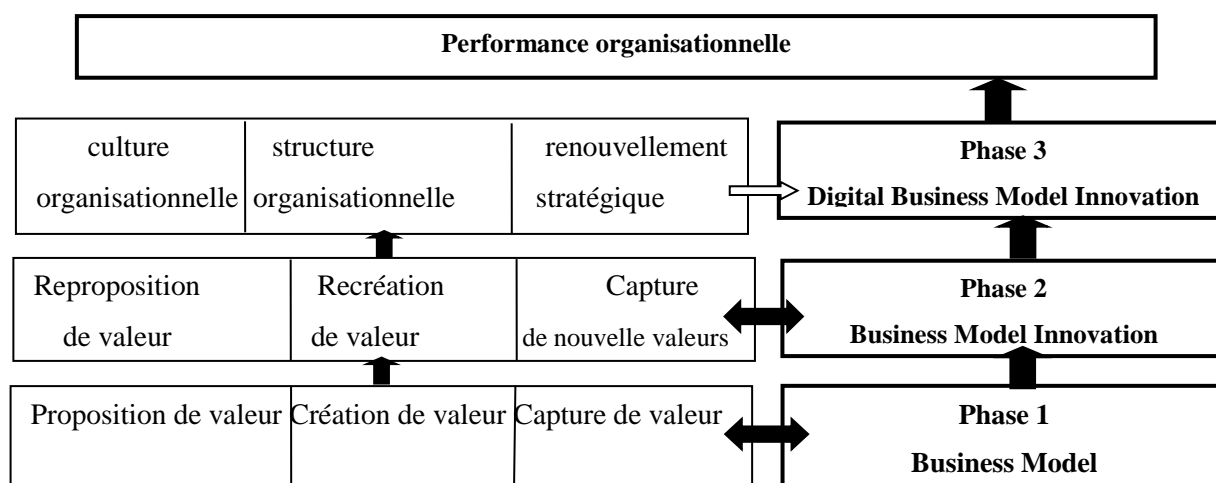 Performance organisationnelle
culture
organisationnelle
structure
organisationnelle
renouvellement
stratégique
Phase 3
Digital Business Model Innovation
Reproposition
de valeur
Recréation
de valeur
Capture
de nouvelle valeurs
Phase 2
Business Model Innovation
Proposition de valeur
Création de valeur
Capture de valeur
Phase 1
Business Model